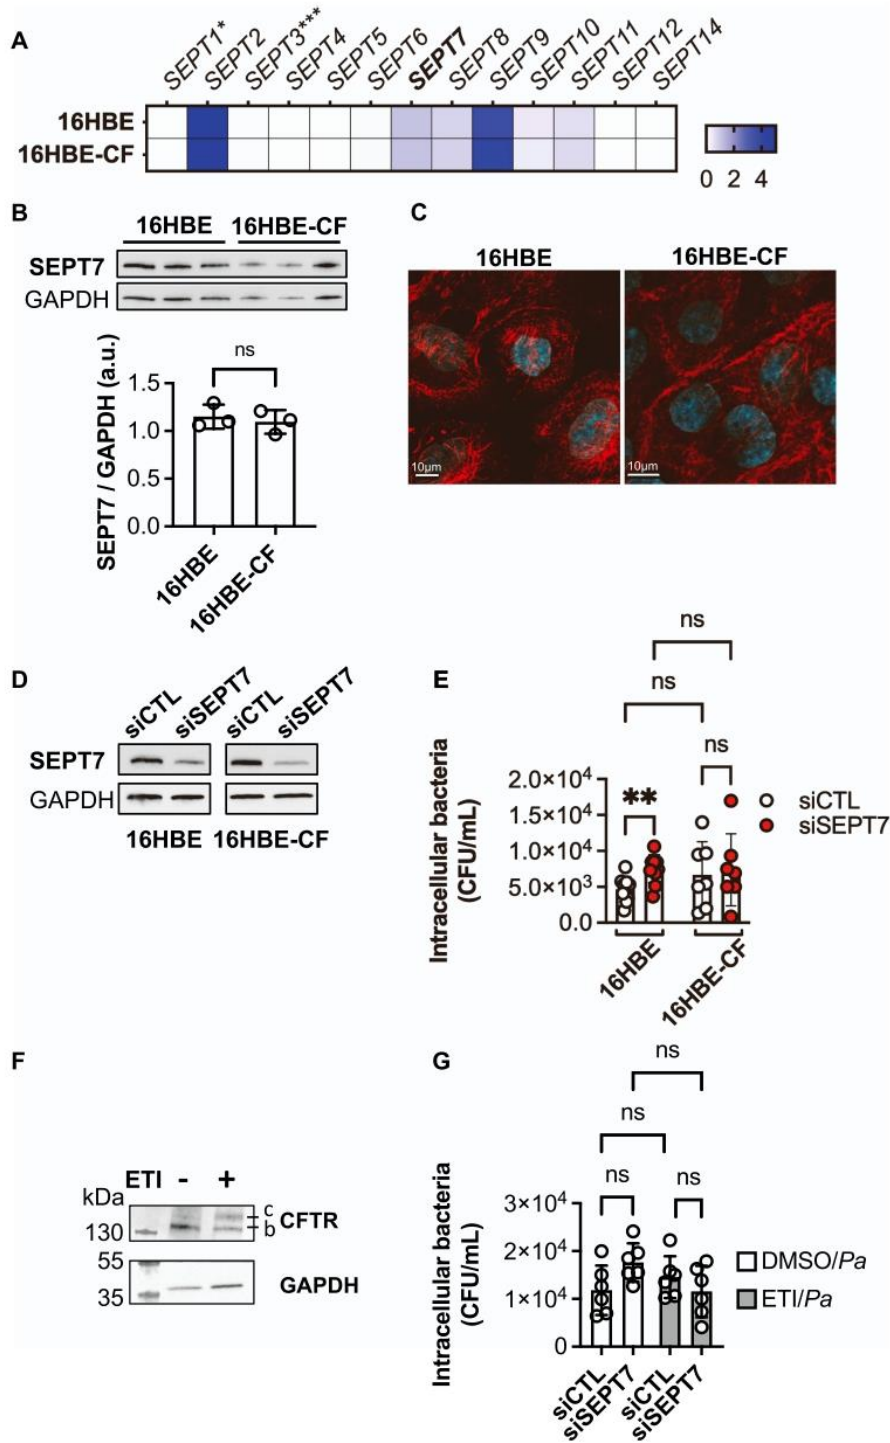 A
SEPT1* SEPT2 SEPT3*** SEPT4 SEPT5 SEPT6 SEPT7 SEPT8 SEPT9 SEPT10 SEPT11 SEPT12 SEPT14
16HBE
16HBE-CF
0 2 4
B
16HBE 16HBE-CF
SEPT7
GAPDH
ns
SEPT7 / GAPDH (a.u.)
1.5
1.0
0.5
0.0
16HBE
16HBE-CF
C
16HBE 16HBE-CF
10µm 10µm
D
siCTL siSEPT7 siCTL siSEPT7
SEPT7
GAPDH
16HBE 16HBE-CF
E
ns
ns
ns
**
Intracellular bacteria
(CFU/mL)
2.0×10⁴
1.5×10⁴
1.0×10⁴
5.0×10³
0.0
siCTL
siSEPT7
16HBE
16HBE-CF
F
ETI - +
kDa
130
c
b
CFTR
55
35
GAPDH
G
ns
ns
ns ns
Intracellular bacteria
(CFU/mL)
3×10⁴
2×10⁴
1×10⁴
0
DMSO/Pa
ETI/Pa
siCTL
siSEPT7
siCTL
siSEPT7